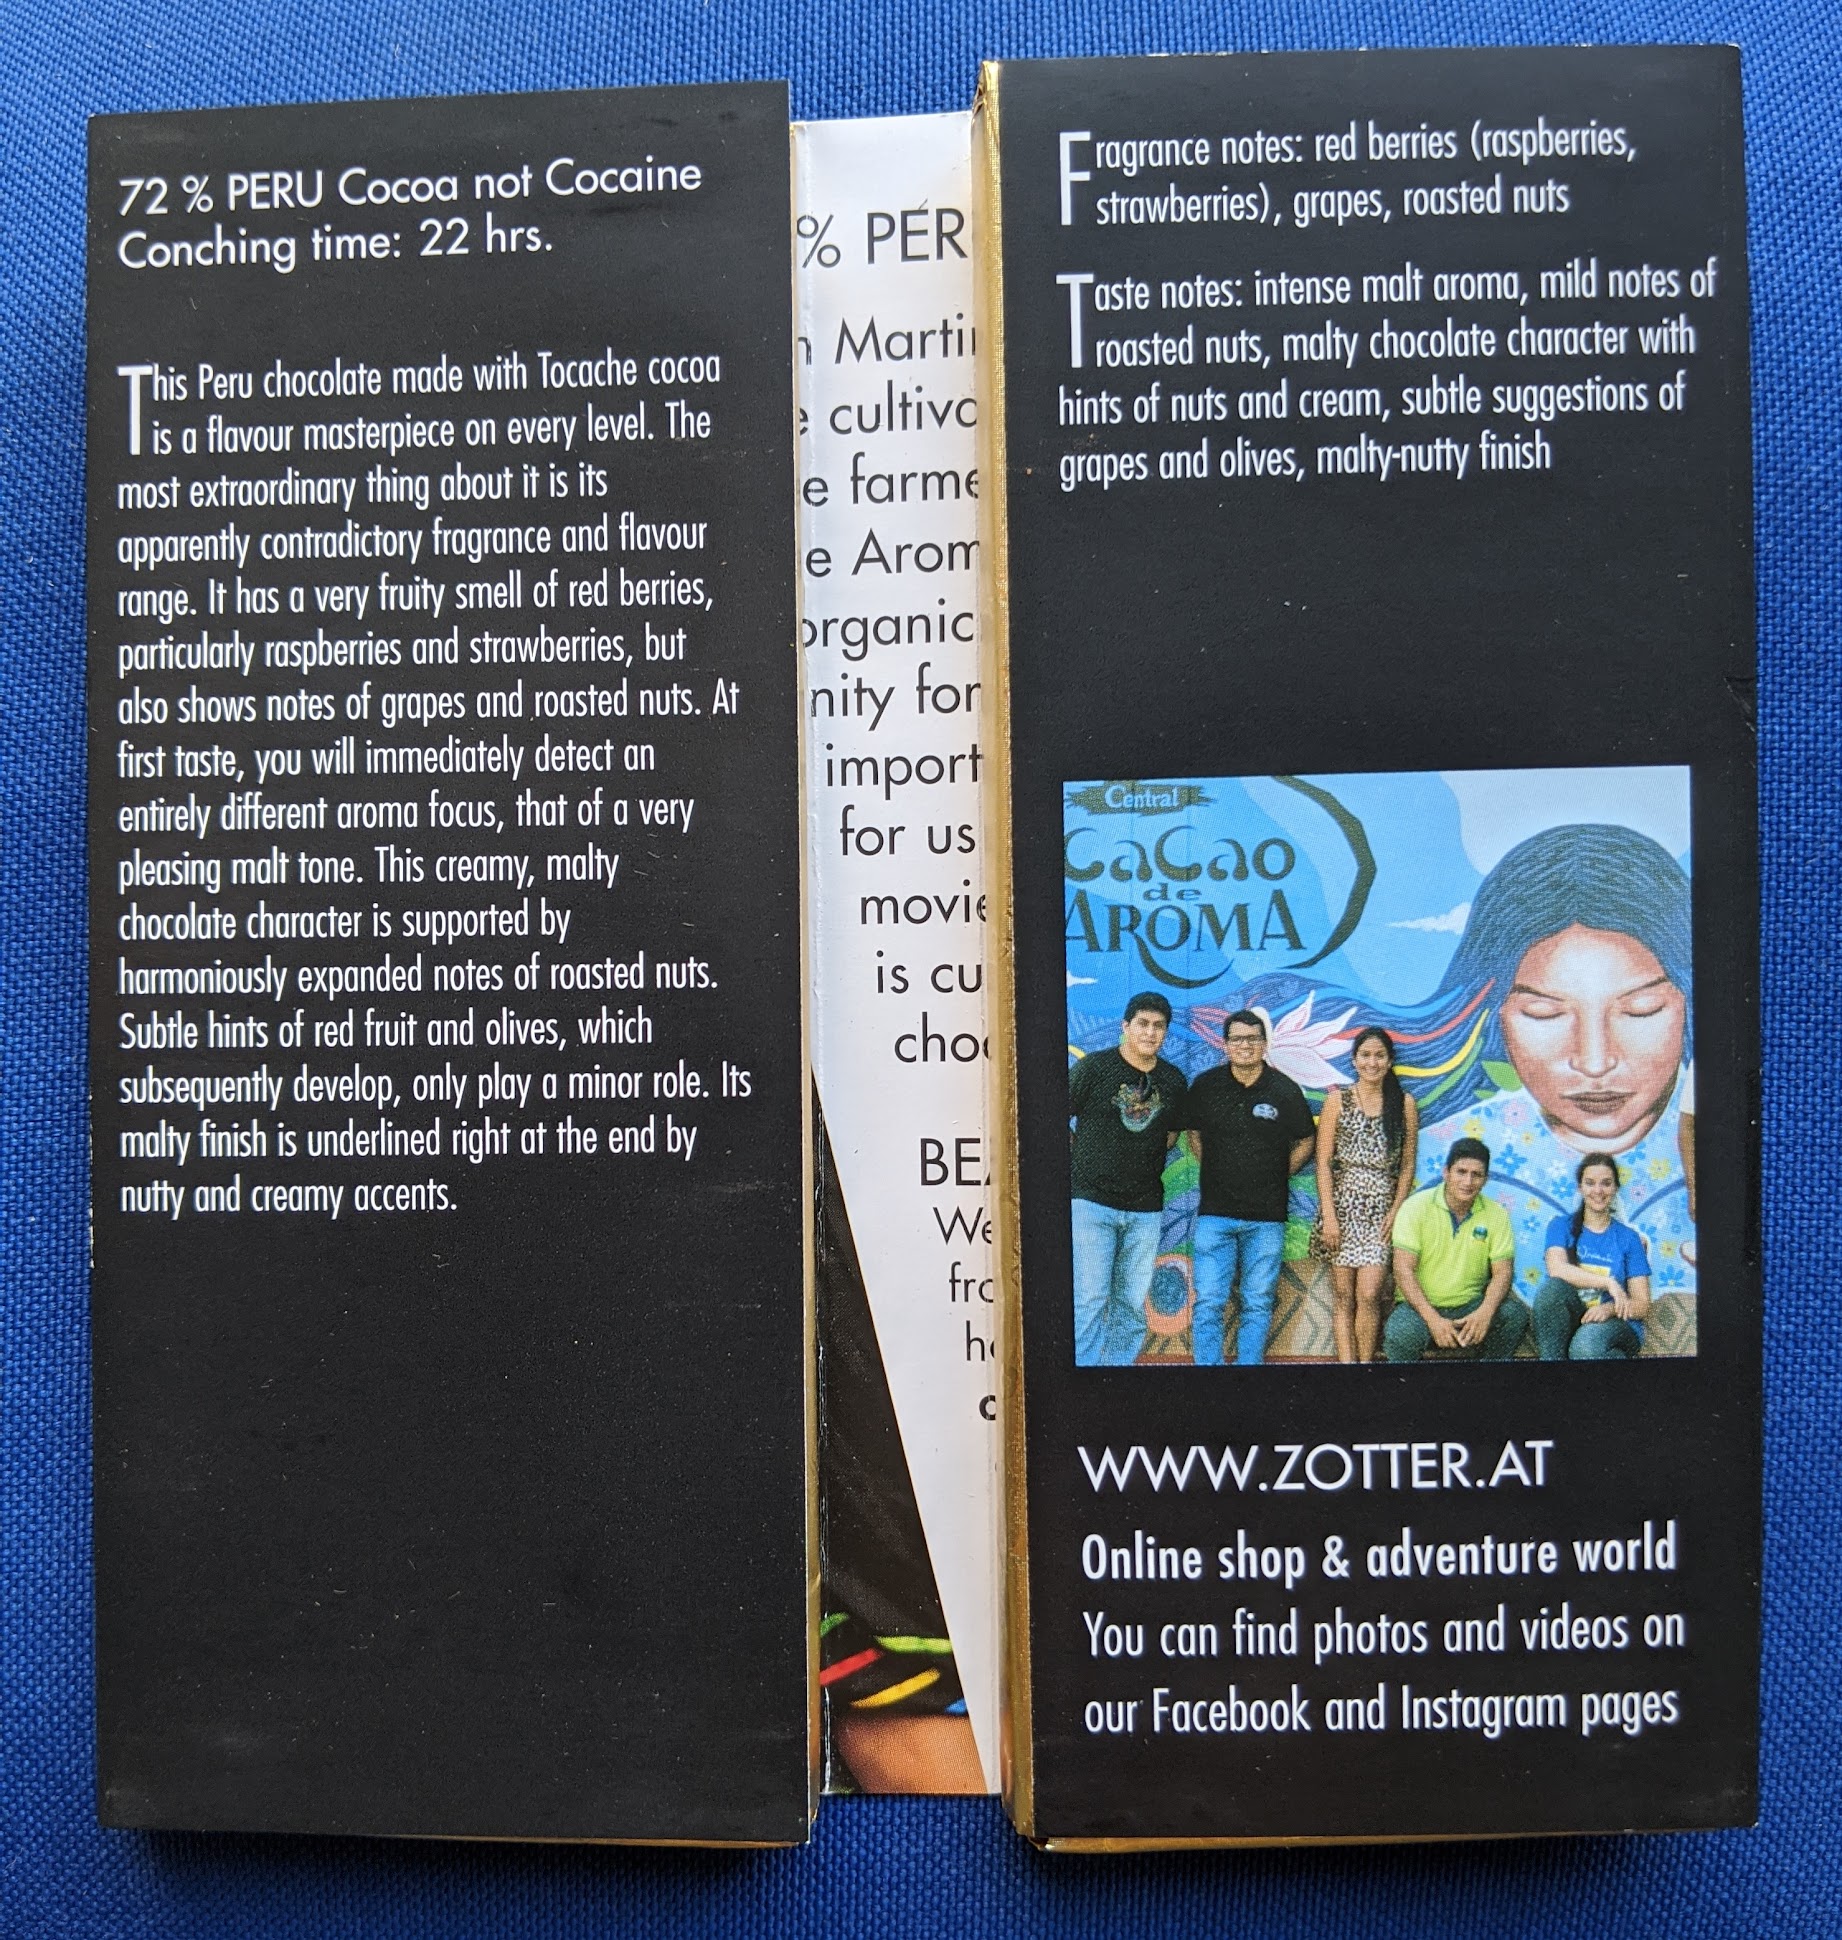 72 % PERU Cocoa not Cocaine
Conching time: 22 hrs.
This Peru chocolate made with Tocache cocoa
is a flavour masterpiece on every level. The
most extraordinary thing about it is its
apparently contradictory fragrance and flavour
range. It has a very fruity smell of red berries,
particularly raspberries and strawberries, but
also shows notes of grapes and roasted nuts. At
first taste, you will immediately detect an
entirely different aroma focus, that of a very
pleasing malt tone. This creamy, malty
chocolate character is supported by
harmoniously expanded notes of roasted nuts.
Subtle hints of red fruit and olives, which
subsequently develop, only play a minor role. Its
malty finish is underlined right at the end by
nutty and creamy accents.
% PÉR
Marti
cultiv
e farme
e Arom
organic
nity for
import
for us
movie
is cu
cho
BE
We
fro
h
Fragrance notes: red berries (raspberries,
strawberries), grapes, roasted nuts
Taste notes: intense malt aroma, mild notes of
roasted nuts, malty chocolate character with
hints of nuts and cream, subtle suggestions of
grapes and olives, malty-nutty finish
Central
CaCao
de
AROMA
WWW.ZOTTER.AT
Online shop & adventure world
You can find photos and videos on
our Facebook and Instagram pages